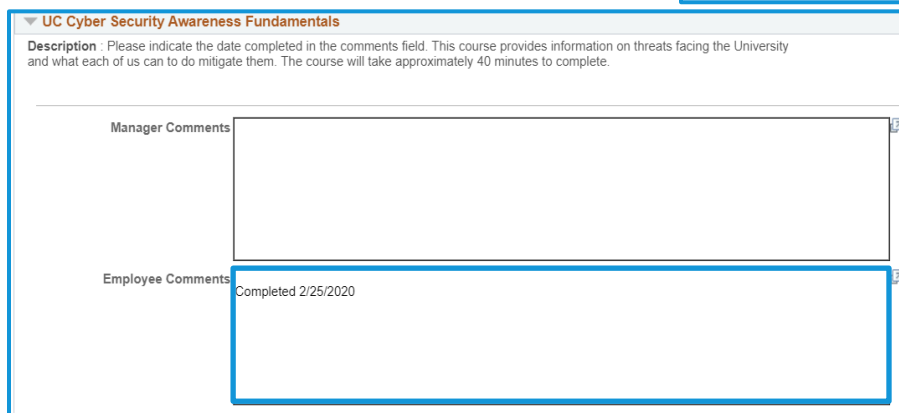 UC Cyber Security Awareness Fundamentals
Description : Please indicate the date completed in the comments field. This course provides information on threats facing the University
and what each of us can to do mitigate them. The course will take approximately 40 minutes to complete.
Manager Comments
Employee Comments
Completed 2/25/2020